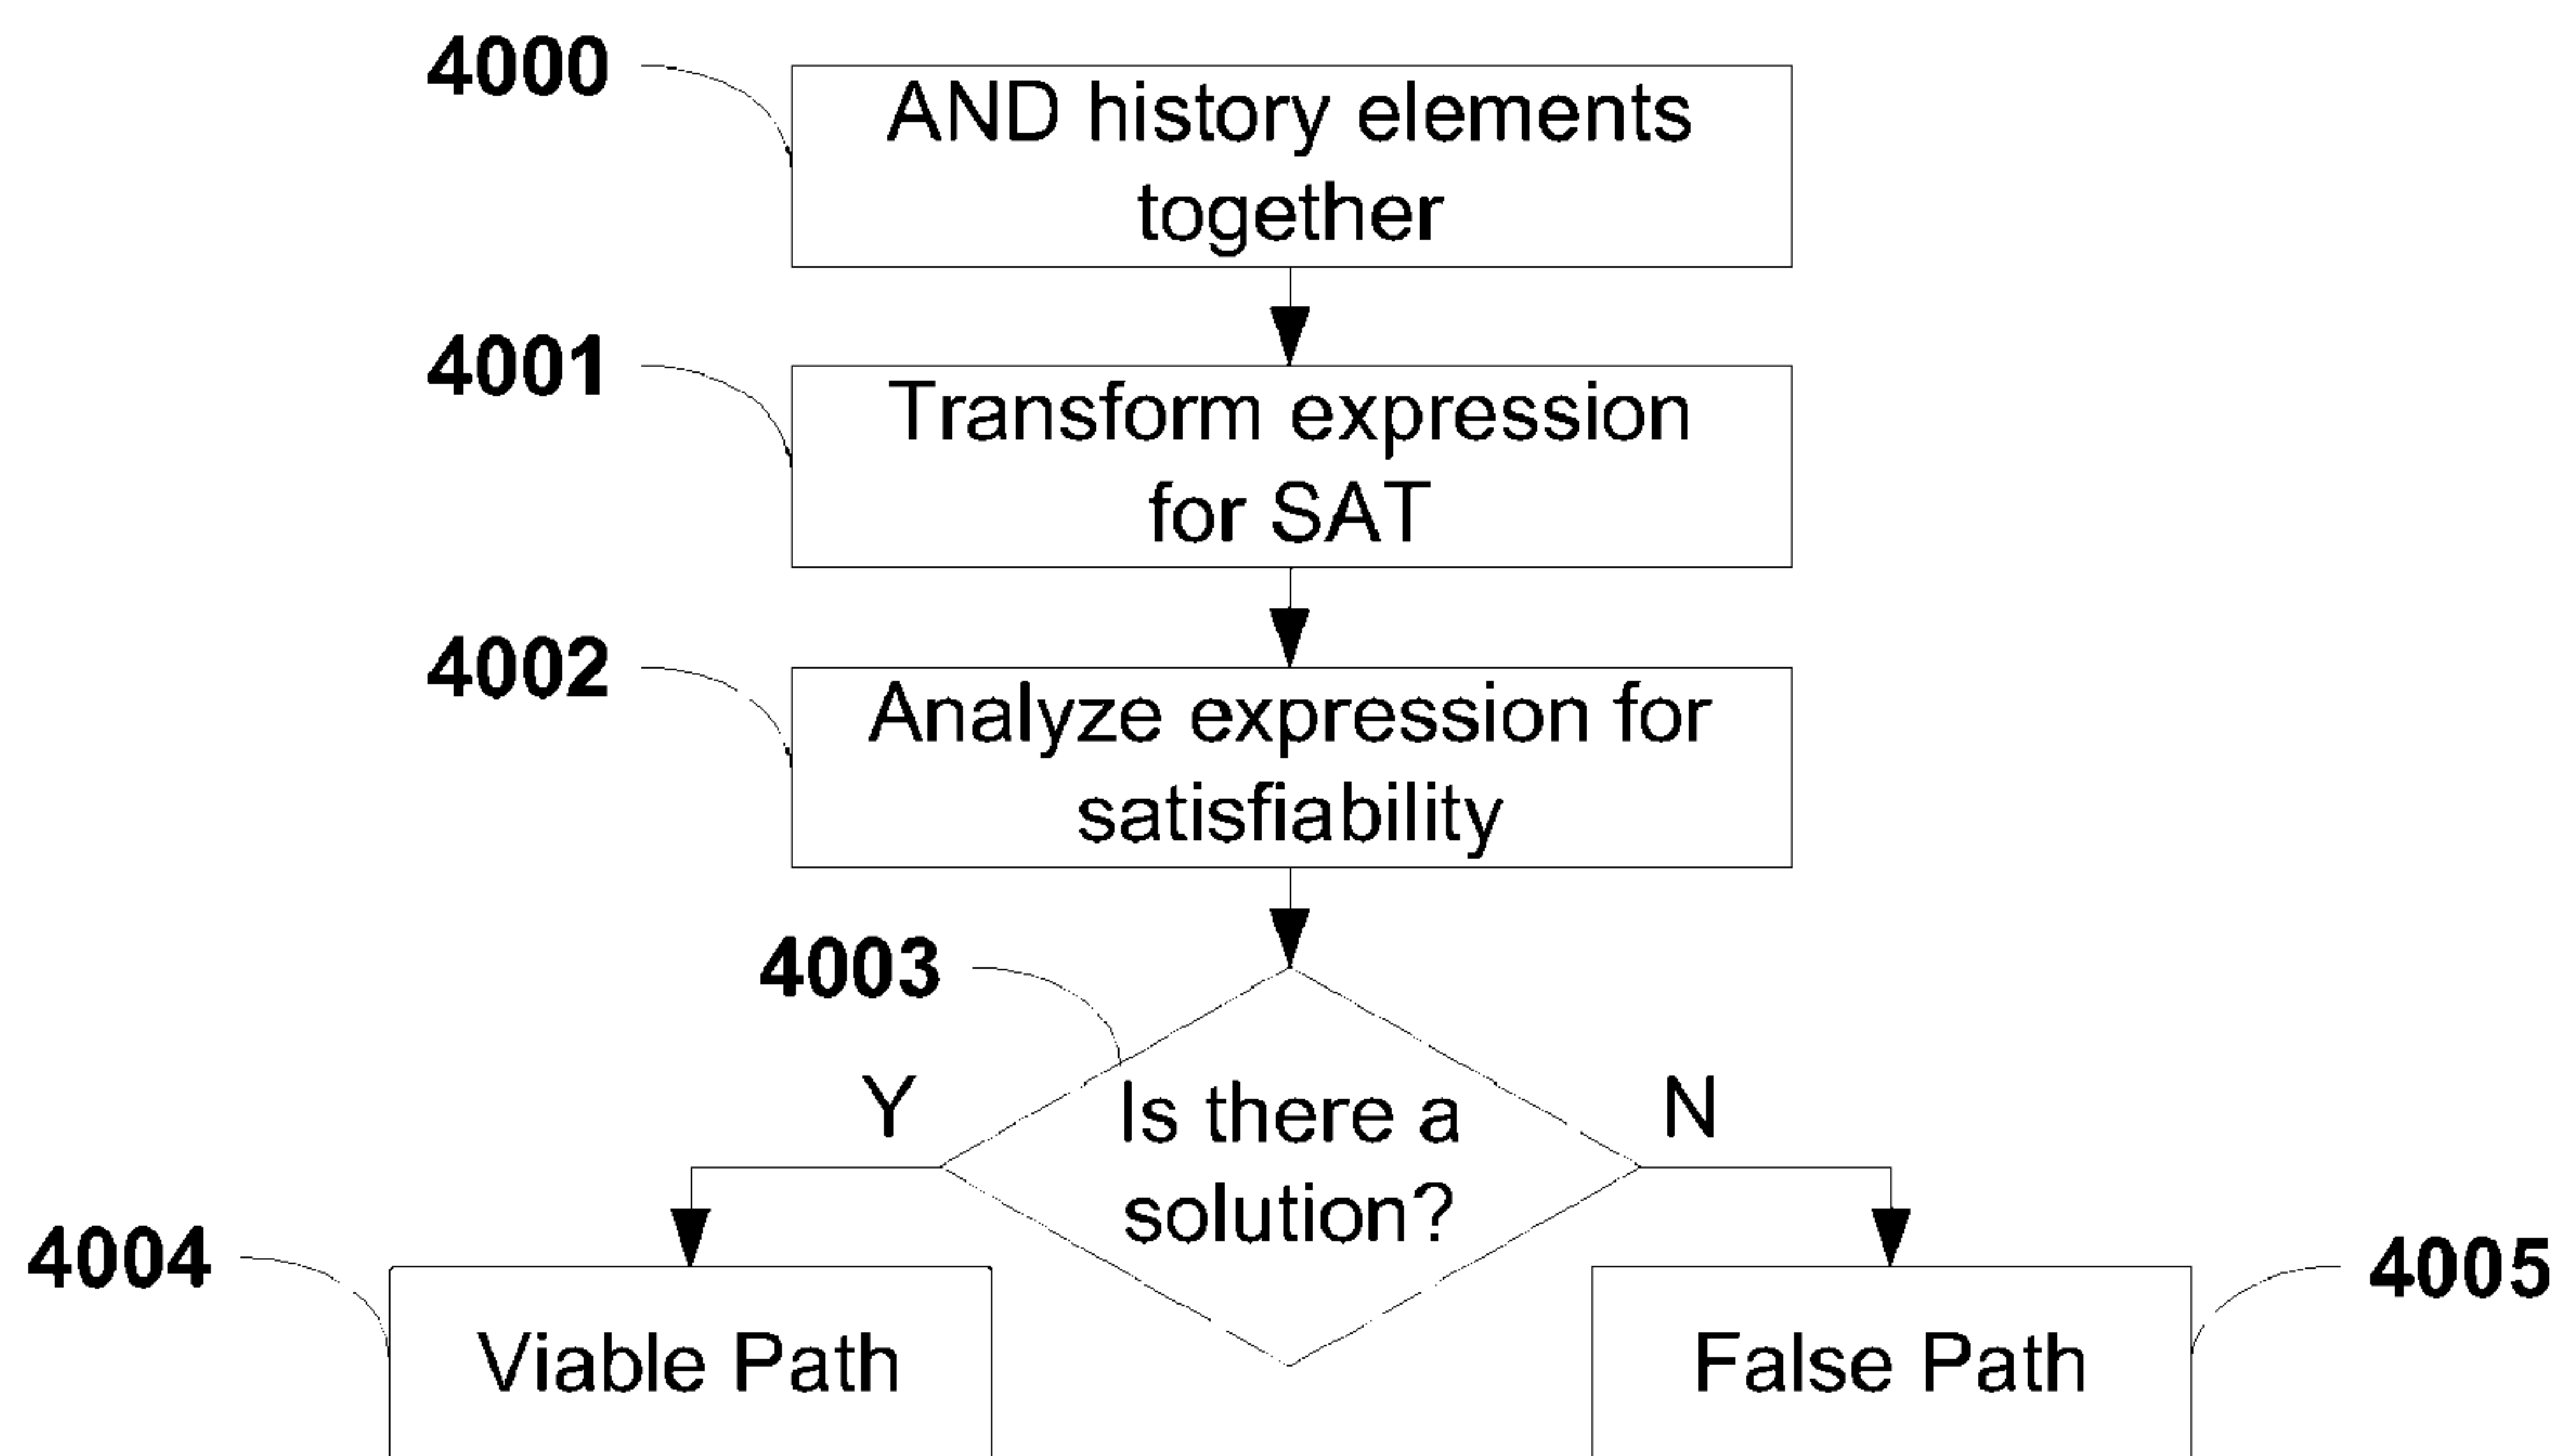 4000
AND history elements
together
4001
Transform expression
for SAT
4002
Analyze expression for
satisfiability
4003
Y
Is there a
solution?
N
4004
Viable Path
False Path
4005